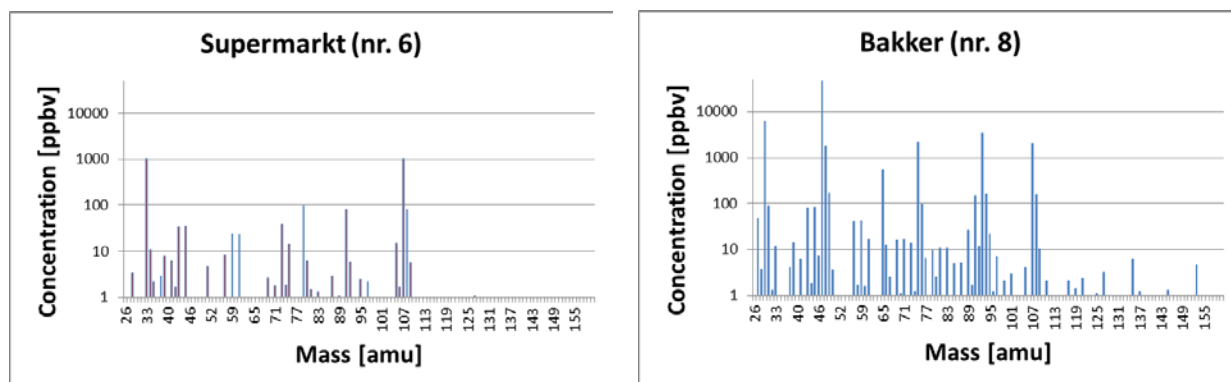 Supermarkt (nr. 6)
Concentration [ppbv]
10000
1000
100
10
1
26 33 40 46 52 59 65 71 77 83 89 95 101 107 113 119 125 131 137 143 149 155
Mass [amu]
Bakker (nr. 8)
Concentration [ppbv]
10000
1000
100
10
1
26 33 40 46 52 59 65 71 77 83 89 95 101 107 113 119 125 131 137 143 149 155
Mass [amu]